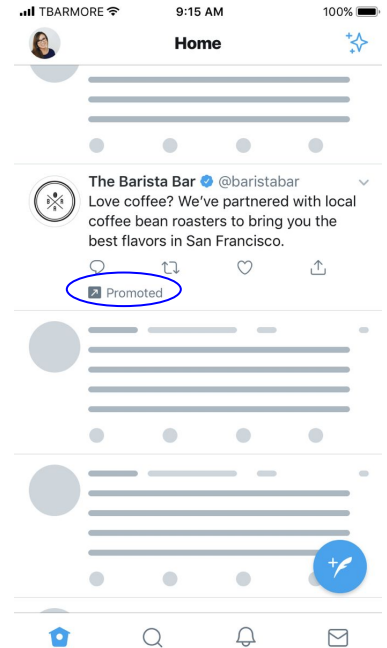 TBARMORE 9:15 AM 100%
Home
The Barista Bar @baristabar
Love coffee? We've partnered with local
coffee bean roasters to bring you the
best flavors in San Francisco.
Promoted